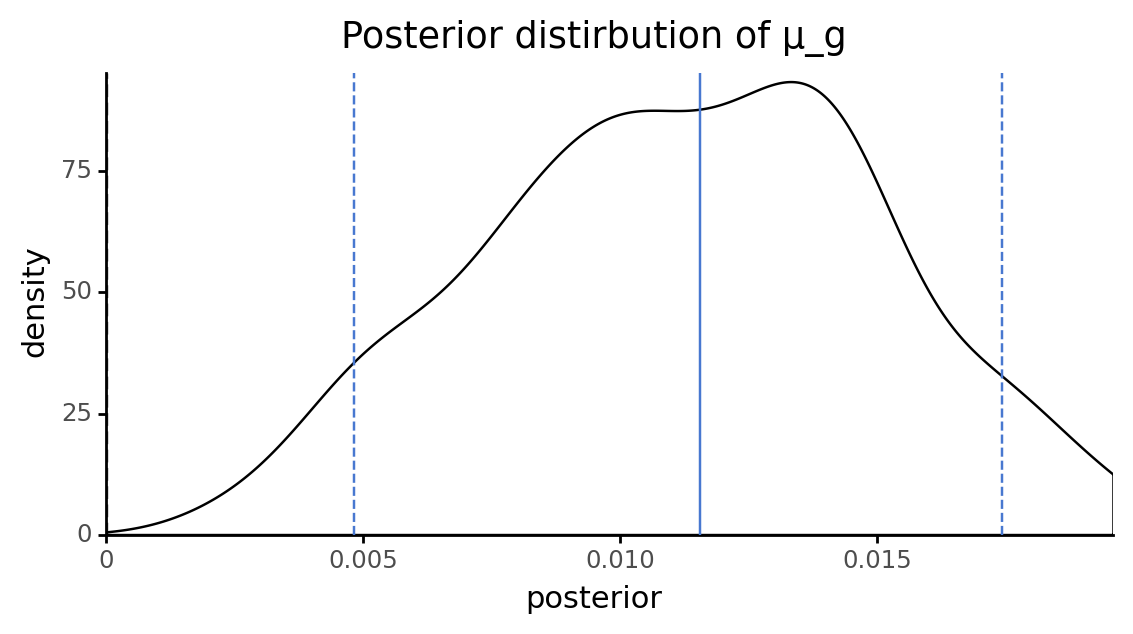 Posterior distirbution of μ_g
density
75
50
25
0
0 0.005 0.010 0.015
posterior